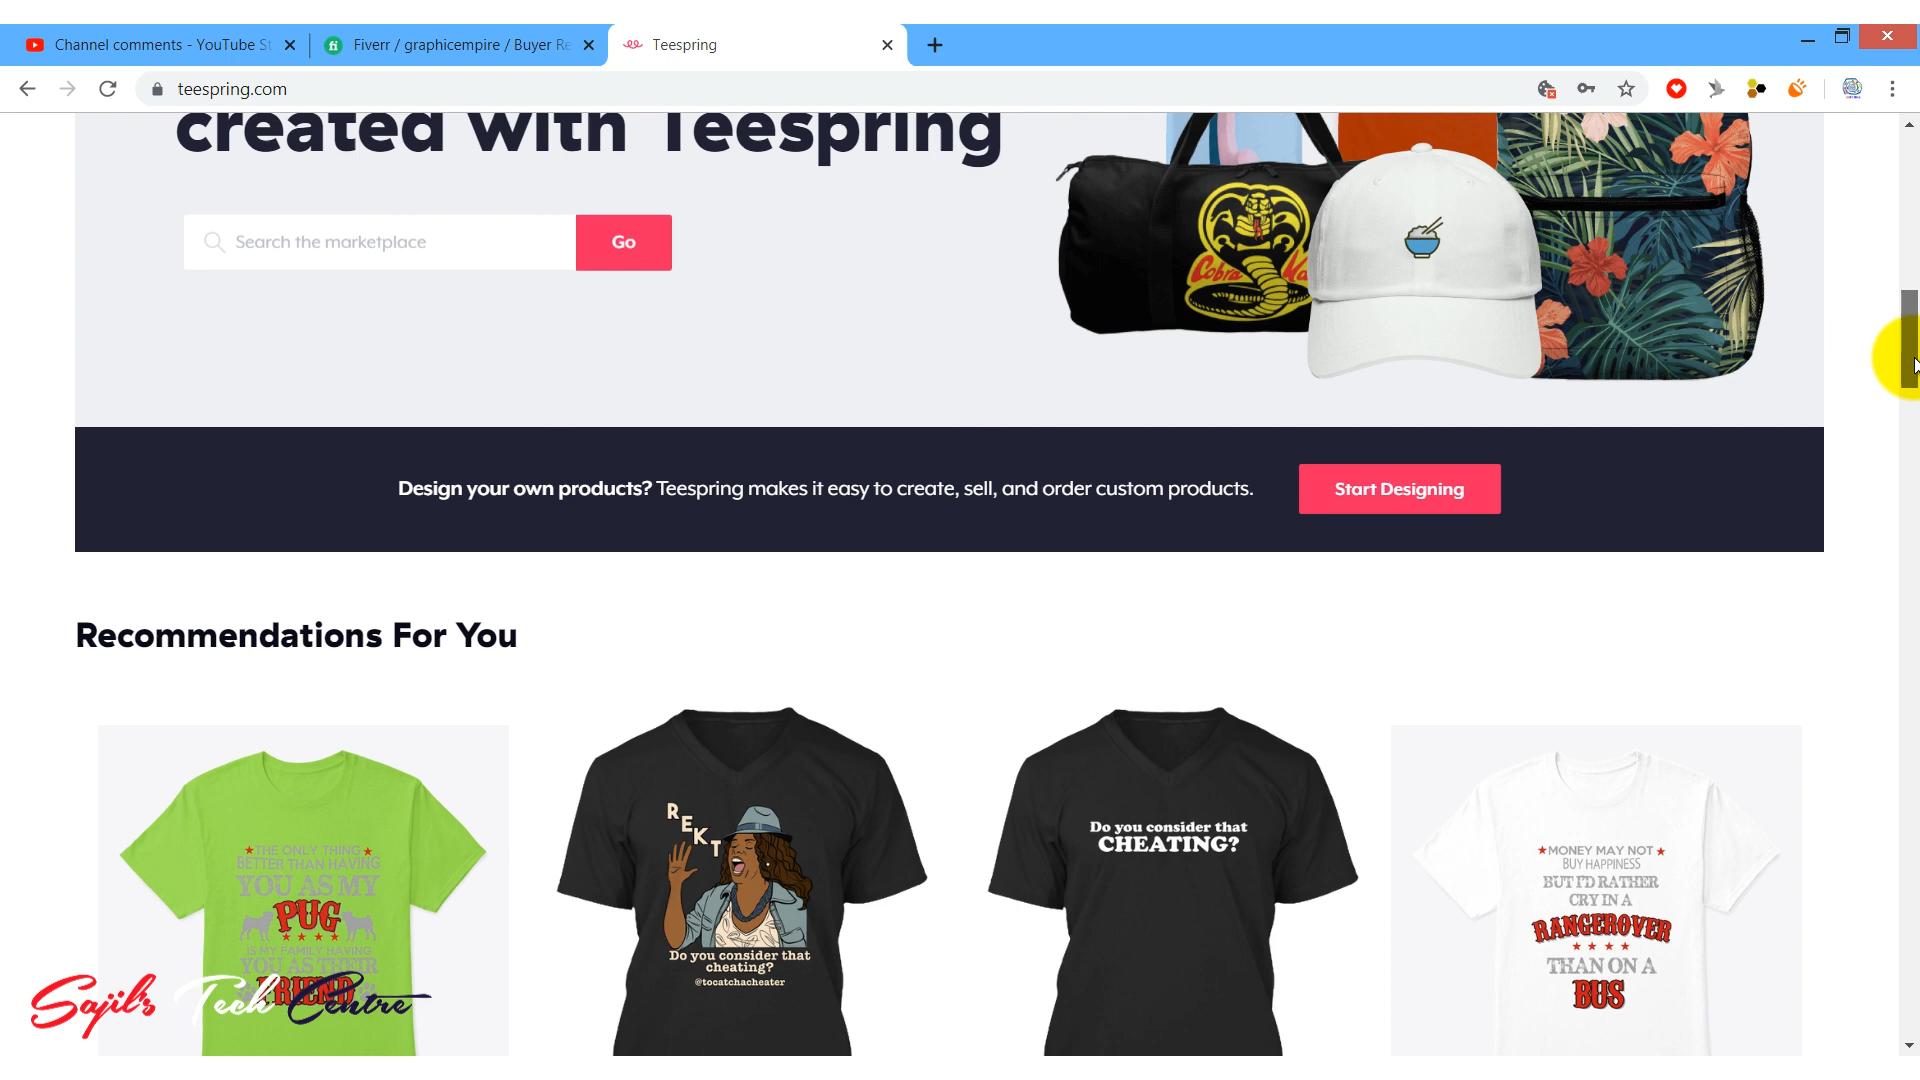 Channel comments - YouTube St
Fiverr / graphicempire / Buyer Re
Teespring
teespring.com
created with Teespring
Search the marketplace
Go
Cobra Ka
Design your own products? Teespring makes it easy to create, sell, and order custom products.
Start Designing
Recommendations For You
THE ONLY THING
BETTER THAN HAVING
YOU AS MY
PUG
IS MY FAMILY HAVING
YOU AS THEIR
FRIEND
REKT
Do you consider that
cheating?
@tocatchacheater
Do you consider that
CHEATING?
MONEY MAY NOT
BUY HAPPINESS
BUT I'D RATHER
CRY IN A
RANGEROVER
THAN ON A
BUS
Sajil's Tech Centre